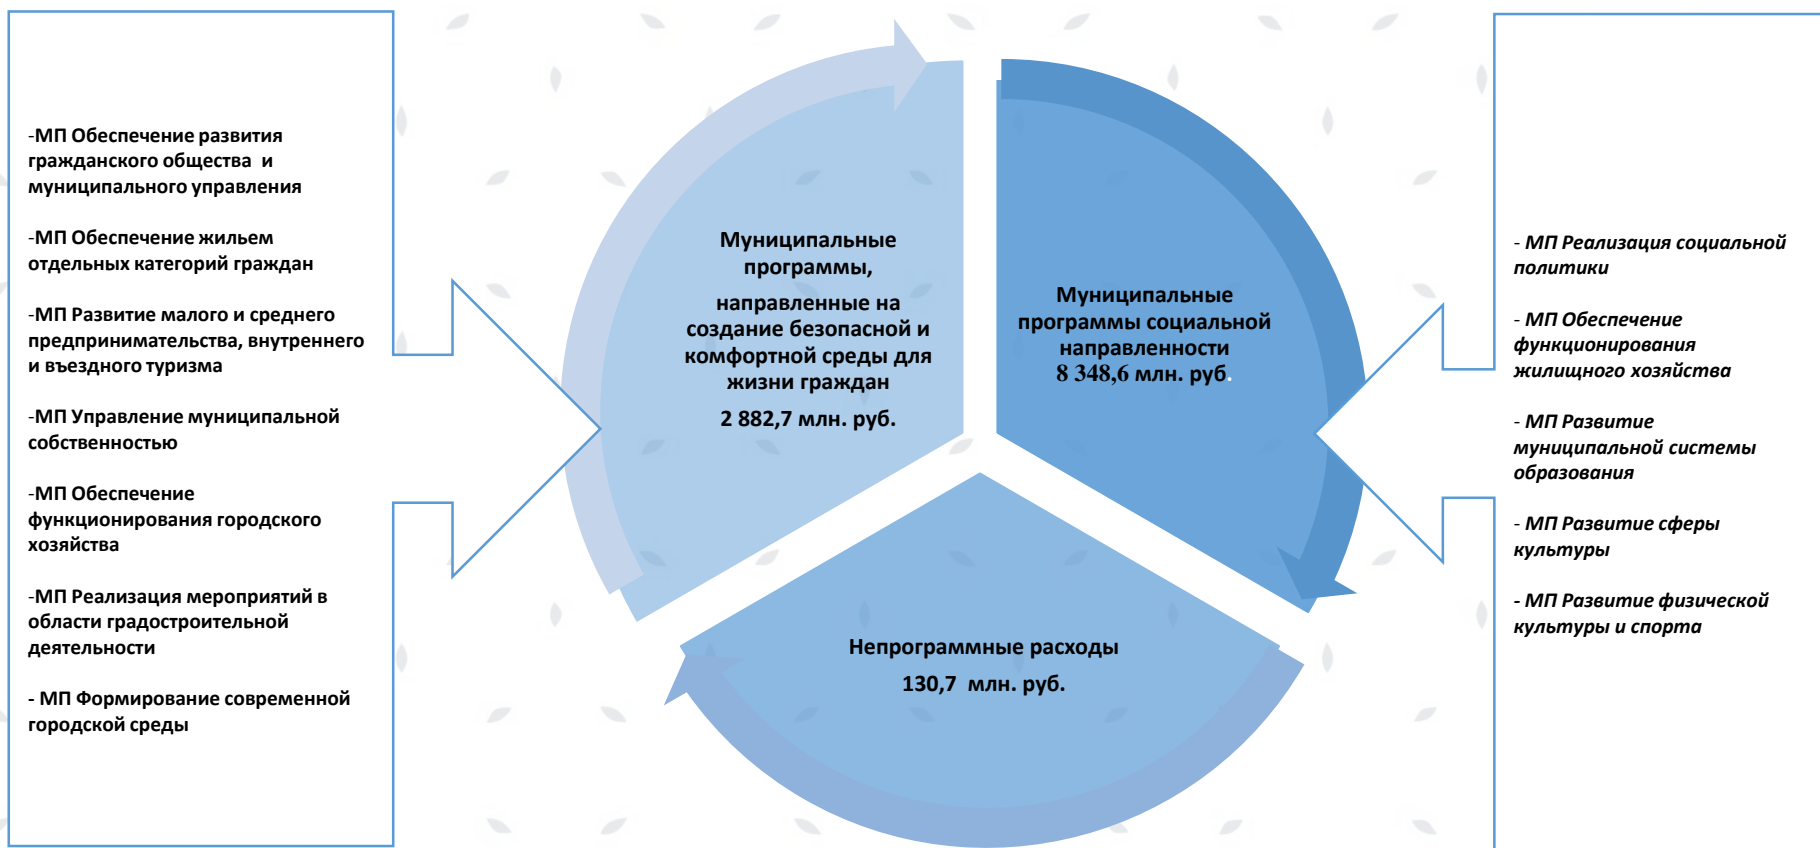 -МП Обеспечение развития
гражданского общества и
муниципального управления
-МП Обеспечение жильем
отдельных категорий граждан
-МП Развитие малого и среднего
предпринимательства, внутреннего
и въездного туризма
-МП Управление муниципальной
собственностью
-МП Обеспечение
функционирования городского
хозяйства
-МП Реализация мероприятий в
области градостроительной
деятельности
- МП Формирование современной
городской среды
Муниципальные
программы,
направленные на
создание безопасной и
комфортной среды для
жизни граждан
2 882,7 млн. руб.
Муниципальные
программы социальной
направленности
8 348,6 млн. руб.
Непрограммные расходы
130,7 млн. руб.
- МП Реализация социальной
политики
- МП Обеспечение
функционирования
жилищного хозяйства
- МП Развитие
муниципальной системы
образования
- МП Развитие сферы
культуры
- МП Развитие физической
культуры и спорта